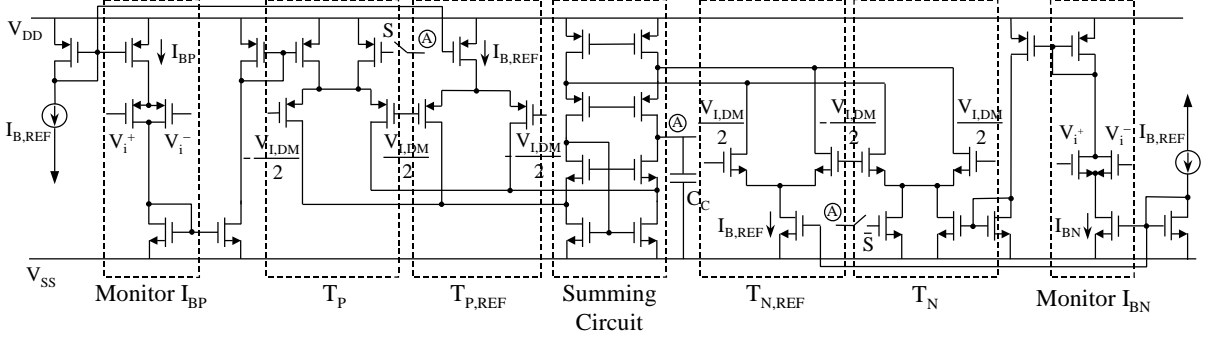 V_DD
I_BP
S
A
I_B,REF
I_B,REF
V_i^+
V_i^-
-V_I,DM/2
V_I,DM/2
-V_I,DM/2
A
C_C
V_I,DM/2
-V_I,DM/2
V_I,DM/2
V_i^+
V_i^-
I_B,REF
I_B,REF
A
S̄
I_BN
V_SS
Monitor I_BP
T_P
T_P,REF
Summing
Circuit
T_N,REF
T_N
Monitor I_BN